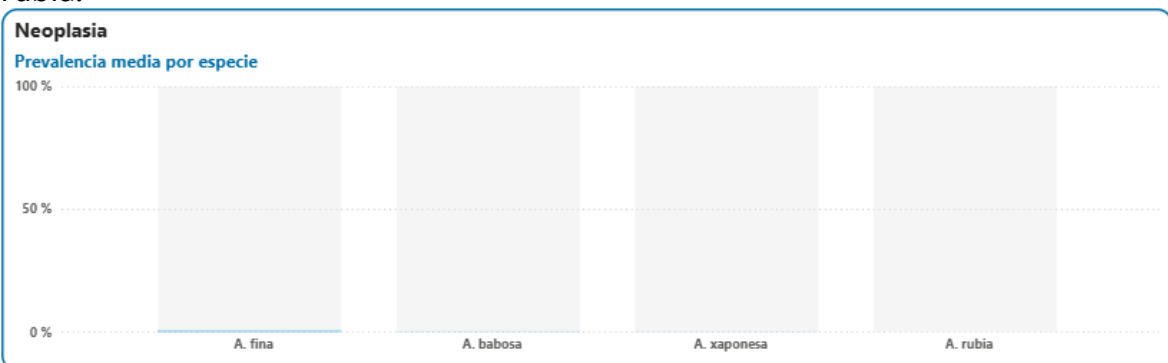 Neoplasia
Prevalencia media por especie
100 %
50 %
0 %
A. fina A. babosa A. xaponesa A. rubia